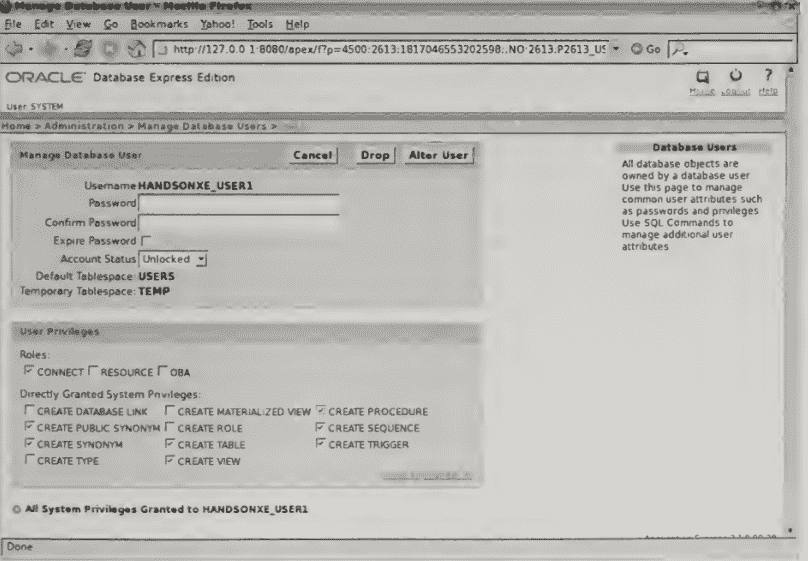 Manage Database User - Mozilla Firefox
File Edit View Go Bookmarks Yahoo! Tools Help
http://127.0.0.1:8080/apex/f?p=4500:2613:1817046553202598::NO:2613:P2613_US Go
ORACLE Database Express Edition
Home Logout Help
User SYSTEM
Home > Administration > Manage Database Users >
Manage Database User Cancel Drop Alter User
Username HANDSONXE_USER1
Password
Confirm Password
Expire Password
Account Status Unlocked
Default Tablespace: USERS
Temporary Tablespace: TEMP
Database Users
All database objects are
owned by a database user
Use this page to manage
common user attributes such
as passwords and privileges
Use SQL Commands to
manage additional user
attributes
User Privileges
Roles:
CONNECT RESOURCE DBA
Directly Granted System Privileges:
CREATE DATABASE LINK CREATE MATERIALIZED VIEW CREATE PROCEDURE
CREATE PUBLIC SYNONYM CREATE ROLE CREATE SEQUENCE
CREATE SYNONYM CREATE TABLE CREATE TRIGGER
CREATE TYPE CREATE VIEW
All System Privileges Granted to HANDSONXE_USER1
Done